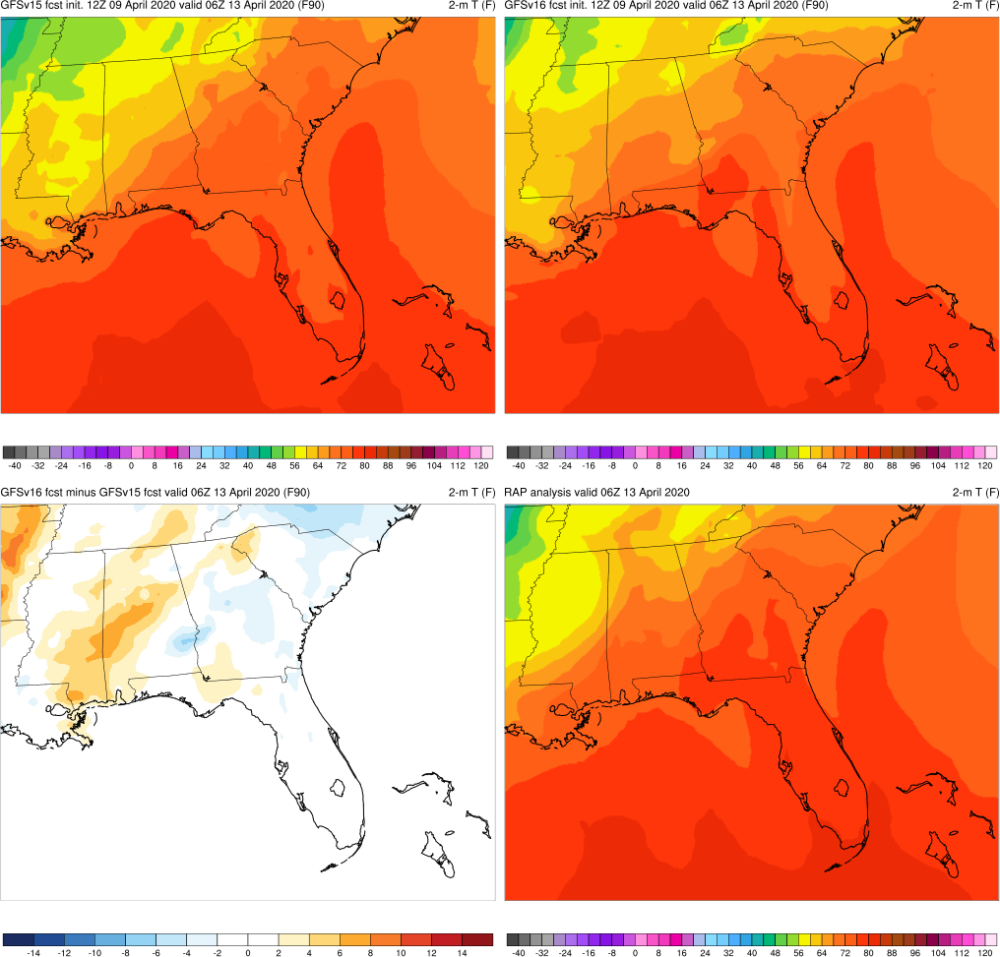 GFSv15 fcst init. 12Z 09 April 2020 valid 06Z 13 April 2020 (F90) 2-m T (F)
GFSv16 fcst init. 12Z 09 April 2020 valid 06Z 13 April 2020 (F90) 2-m T (F)
-40 -32 -24 -16 -8 0 8 16 24 32 40 48 56 64 72 80 88 96 104 112 120
-40 -32 -24 -16 -8 0 8 16 24 32 40 48 56 64 72 80 88 96 104 112 120
GFSv16 fcst minus GFSv15 fcst valid 06Z 13 April 2020 (F90) 2-m T (F)
RAP analysis valid 06Z 13 April 2020 2-m T (F)
-14 -12 -10 -8 -6 -4 -2 0 2 4 6 8 10 12 14
-40 -32 -24 -16 -8 0 8 16 24 32 40 48 56 64 72 80 88 96 104 112 120